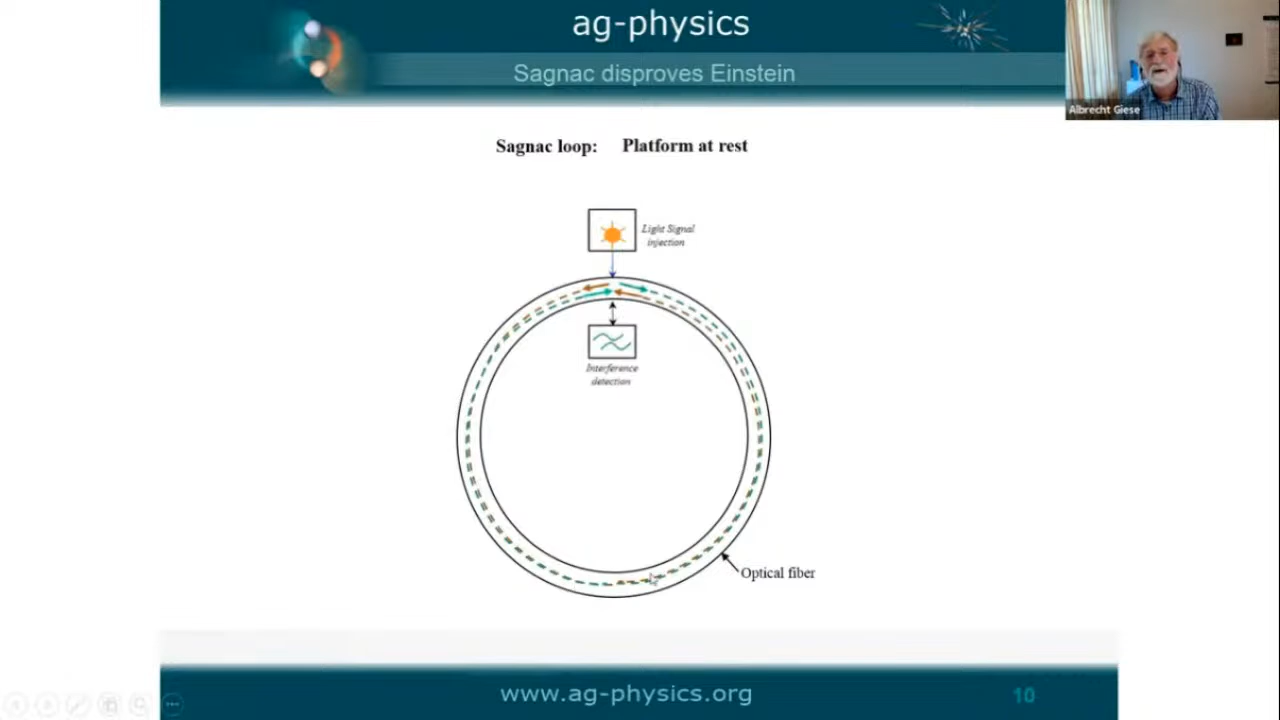 ag-physics
Sagnac disproves Einstein
Albrecht Giese
Sagnac loop: Platform at rest
Light Signal
injection
Interference
detection
Optical fiber
www.ag-physics.org
10